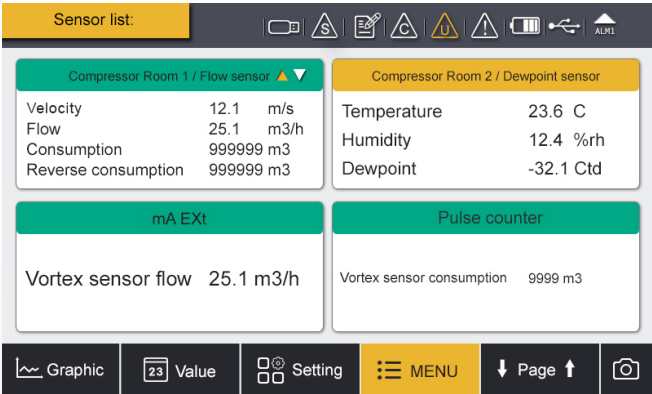 Sensor list:
S
C
U
ALM1
Compressor Room 1 / Flow sensor
Velocity 12.1 m/s
Flow 25.1 m3/h
Consumption 999999 m3
Reverse consumption 999999 m3
Compressor Room 2 / Dewpoint sensor
Temperature 23.6 C
Humidity 12.4 %rh
Dewpoint -32.1 Ctd
mA EXt
Vortex sensor flow 25.1 m3/h
Pulse counter
Vortex sensor consumption 9999 m3
Graphic
23 Value
Setting
MENU
Page